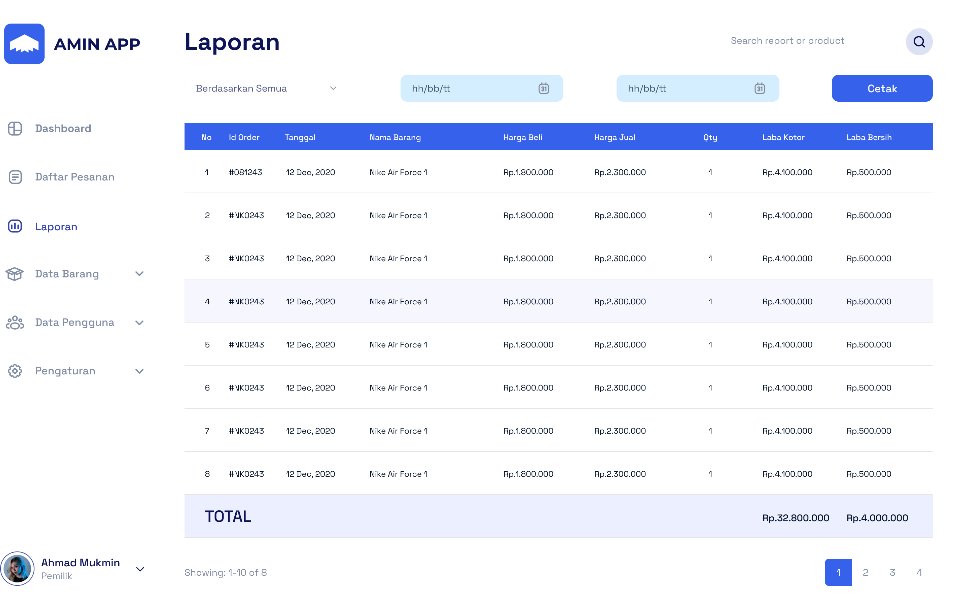 AMIN APP
Laporan
Search report or product
Berdasarkan Semua
hh/bb/tt
hh/bb/tt
Cetak
Dashboard
Daftar Pesanan
Laporan
Data Barang
Data Pengguna
Pengaturan
No Id Order Tanggal Nama Barang Harga Beli Harga Jual Qty Laba Kotor Laba Bersih
1 #081243 12 Dec, 2020 Nike Air Force 1 Rp.1.800.000 Rp.2.300.000 1 Rp.4.100.000 Rp.500.000
2 #NK0243 12 Dec, 2020 Nike Air Force 1 Rp.1.800.000 Rp.2.300.000 1 Rp.4.100.000 Rp.500.000
3 #NK0243 12 Dec, 2020 Nike Air Force 1 Rp.1.800.000 Rp.2.300.000 1 Rp.4.100.000 Rp.500.000
4 #NK0243 12 Dec, 2020 Nike Air Force 1 Rp.1.800.000 Rp.2.300.000 1 Rp.4.100.000 Rp.500.000
5 #NK0243 12 Dec, 2020 Nike Air Force 1 Rp.1.800.000 Rp.2.300.000 1 Rp.4.100.000 Rp.500.000
6 #NK0243 12 Dec, 2020 Nike Air Force 1 Rp.1.800.000 Rp.2.300.000 1 Rp.4.100.000 Rp.500.000
7 #NK0243 12 Dec, 2020 Nike Air Force 1 Rp.1.800.000 Rp.2.300.000 1 Rp.4.100.000 Rp.500.000
8 #NK0243 12 Dec, 2020 Nike Air Force 1 Rp.1.800.000 Rp.2.300.000 1 Rp.4.100.000 Rp.500.000
TOTAL Rp.32.800.000 Rp.4.000.000
Ahmad Mukmin
Pemilik
Showing: 1-10 of 8
1 2 3 4